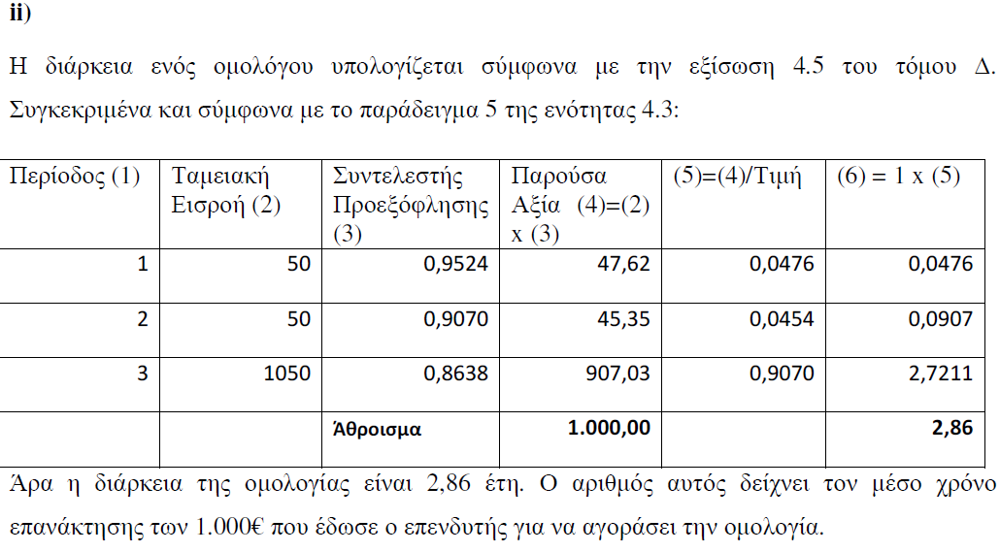 ii)
Η διάρκεια ενός ομολόγου υπολογίζεται σύμφωνα με την εξίσωση 4.5 του τόμου Δ.
Συγκεκριμένα και σύμφωνα με το παράδειγμα 5 της ενότητας 4.3:
Περίοδος (1) Ταμειακή Εισροή (2) Συντελεστής Προεξόφλησης (3) Παρούσα Αξία (4)=(2) x (3) (5)=(4)/Τιμή (6) = 1 x (5)
1 50 0,9524 47,62 0,0476 0,0476
2 50 0,9070 45,35 0,0454 0,0907
3 1050 0,8638 907,03 0,9070 2,7211
Άθροισμα 1.000,00 2,86
Άρα η διάρκεια της ομολογίας είναι 2,86 έτη. Ο αριθμός αυτός δείχνει τον μέσο χρόνο
επανάκτησης των 1.000€ που έδωσε ο επενδυτής για να αγοράσει την ομολογία.